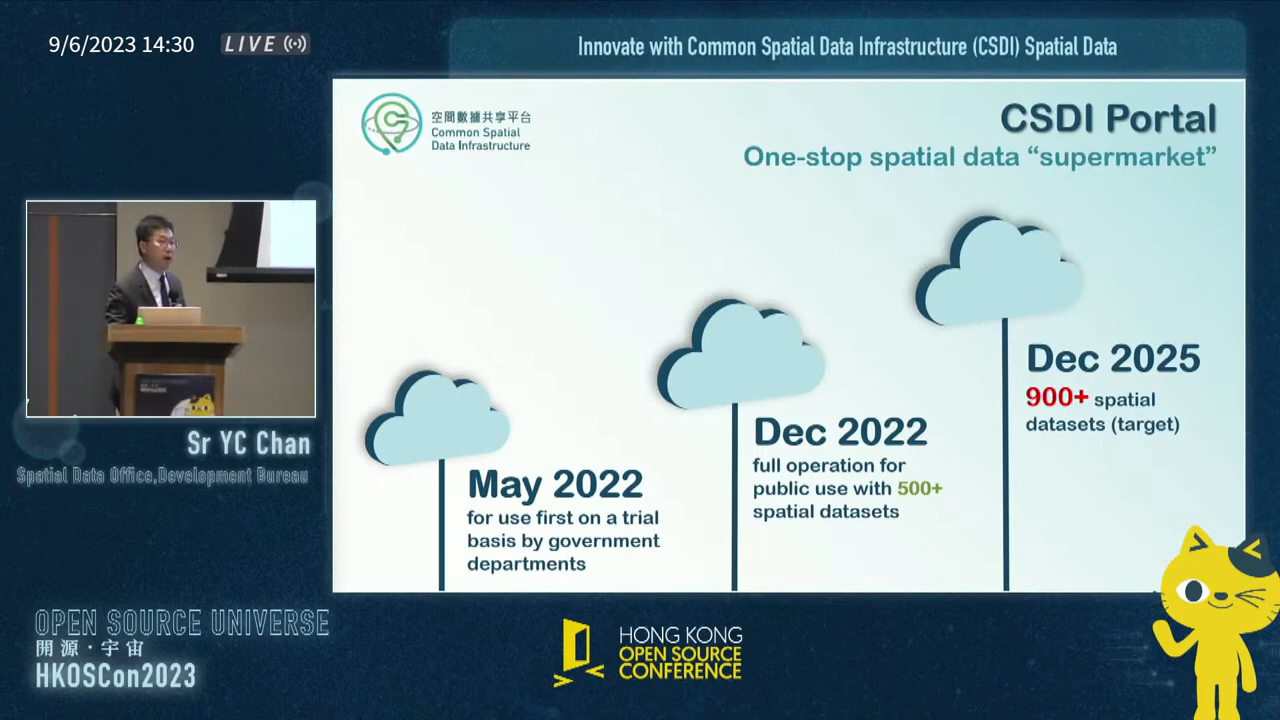 9/6/2023 14:30
LIVE
Innovate with Common Spatial Data Infrastructure (CSDI) Spatial Data
空間數據共享平台
Common Spatial
Data Infrastructure
CSDI Portal
One-stop spatial data “supermarket”
May 2022
for use first on a trial
basis by government
departments
Dec 2022
full operation for
public use with 500+
spatial datasets
Dec 2025
900+ spatial
datasets (target)
Sr YC Chan
Spatial Data Office,Development Bureau
OPEN SOURCE UNIVERSE
開源·宇宙
HKOSCon2023
HONG KONG
OPEN SOURCE
CONFERENCE